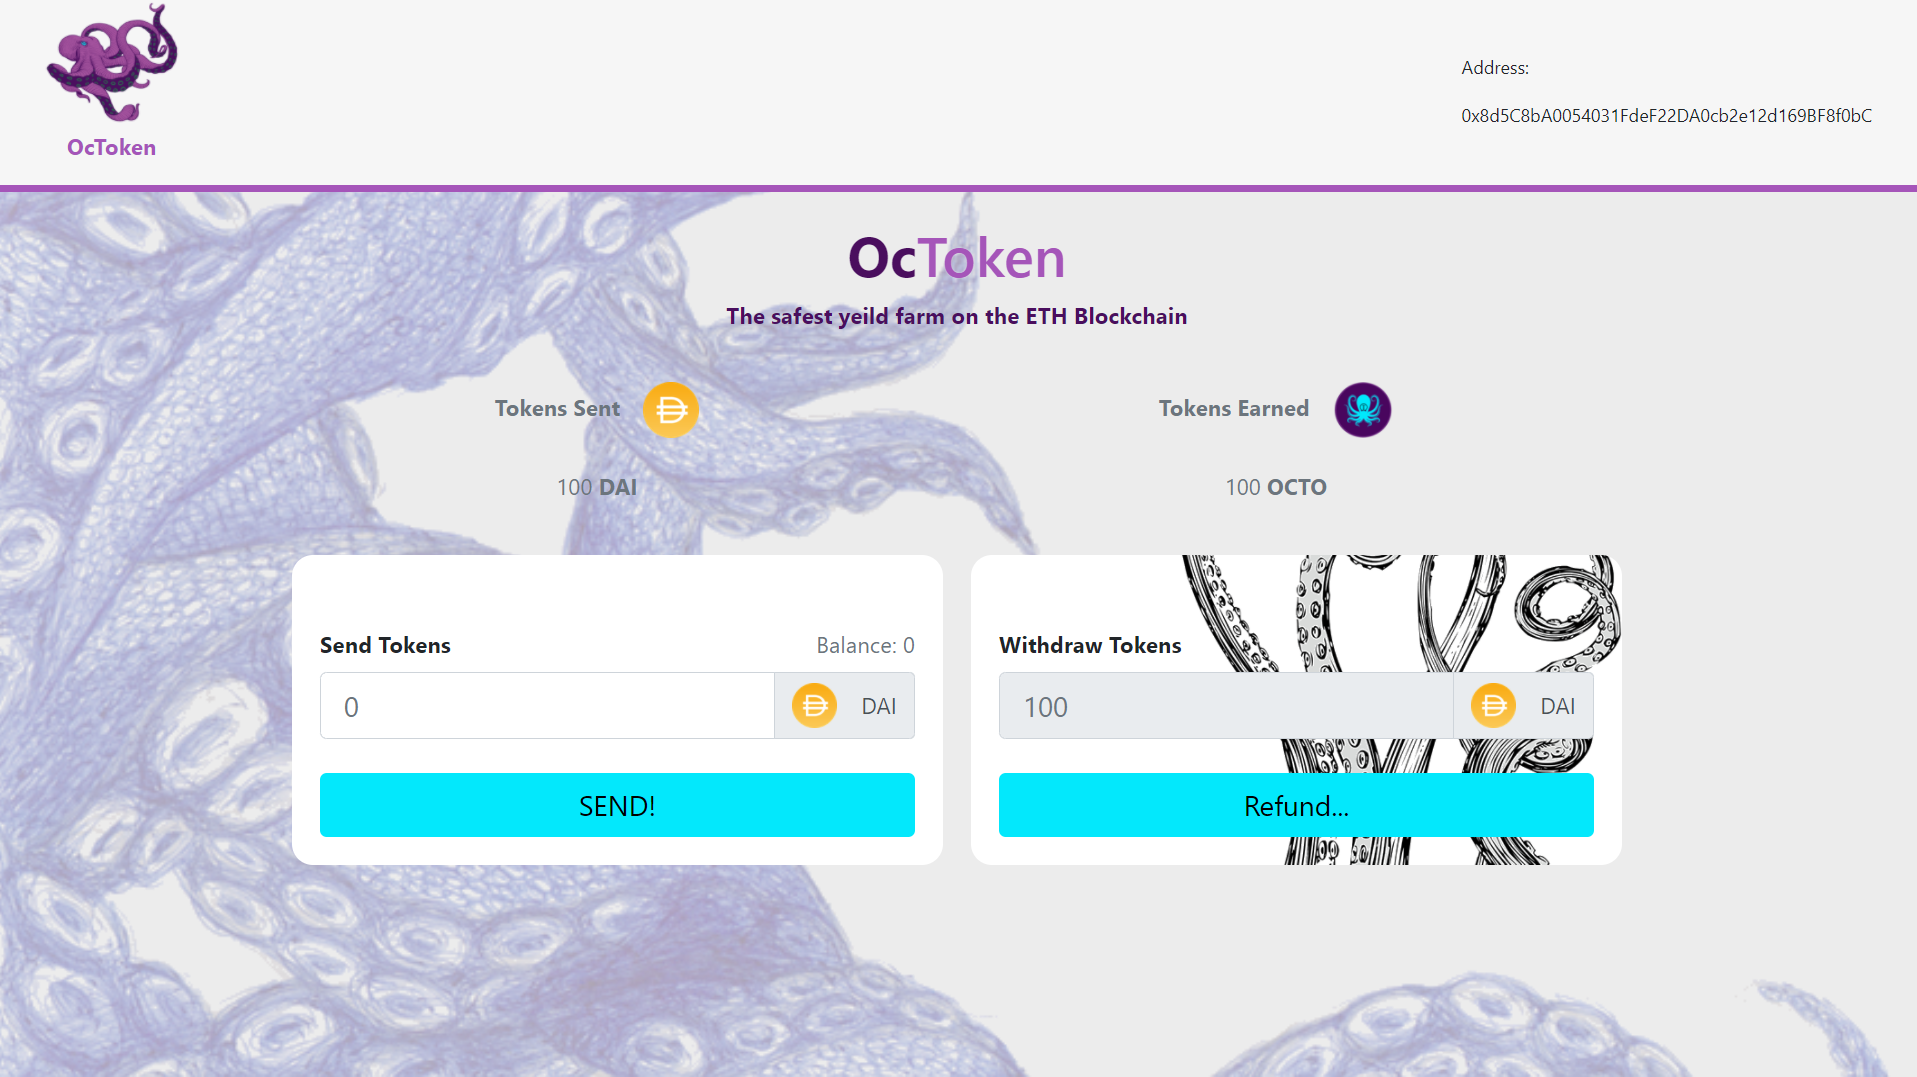 OcToken
Address:
0x8d5C8bA0054031FdeF22DA0cb2e12d169BF8f0bC
OcToken
The safest yeild farm on the ETH Blockchain
Tokens Sent
Tokens Earned
100 DAI
100 OCTO
Send Tokens
Balance: 0
0
DAI
SEND!
Withdraw Tokens
100
DAI
Refund...